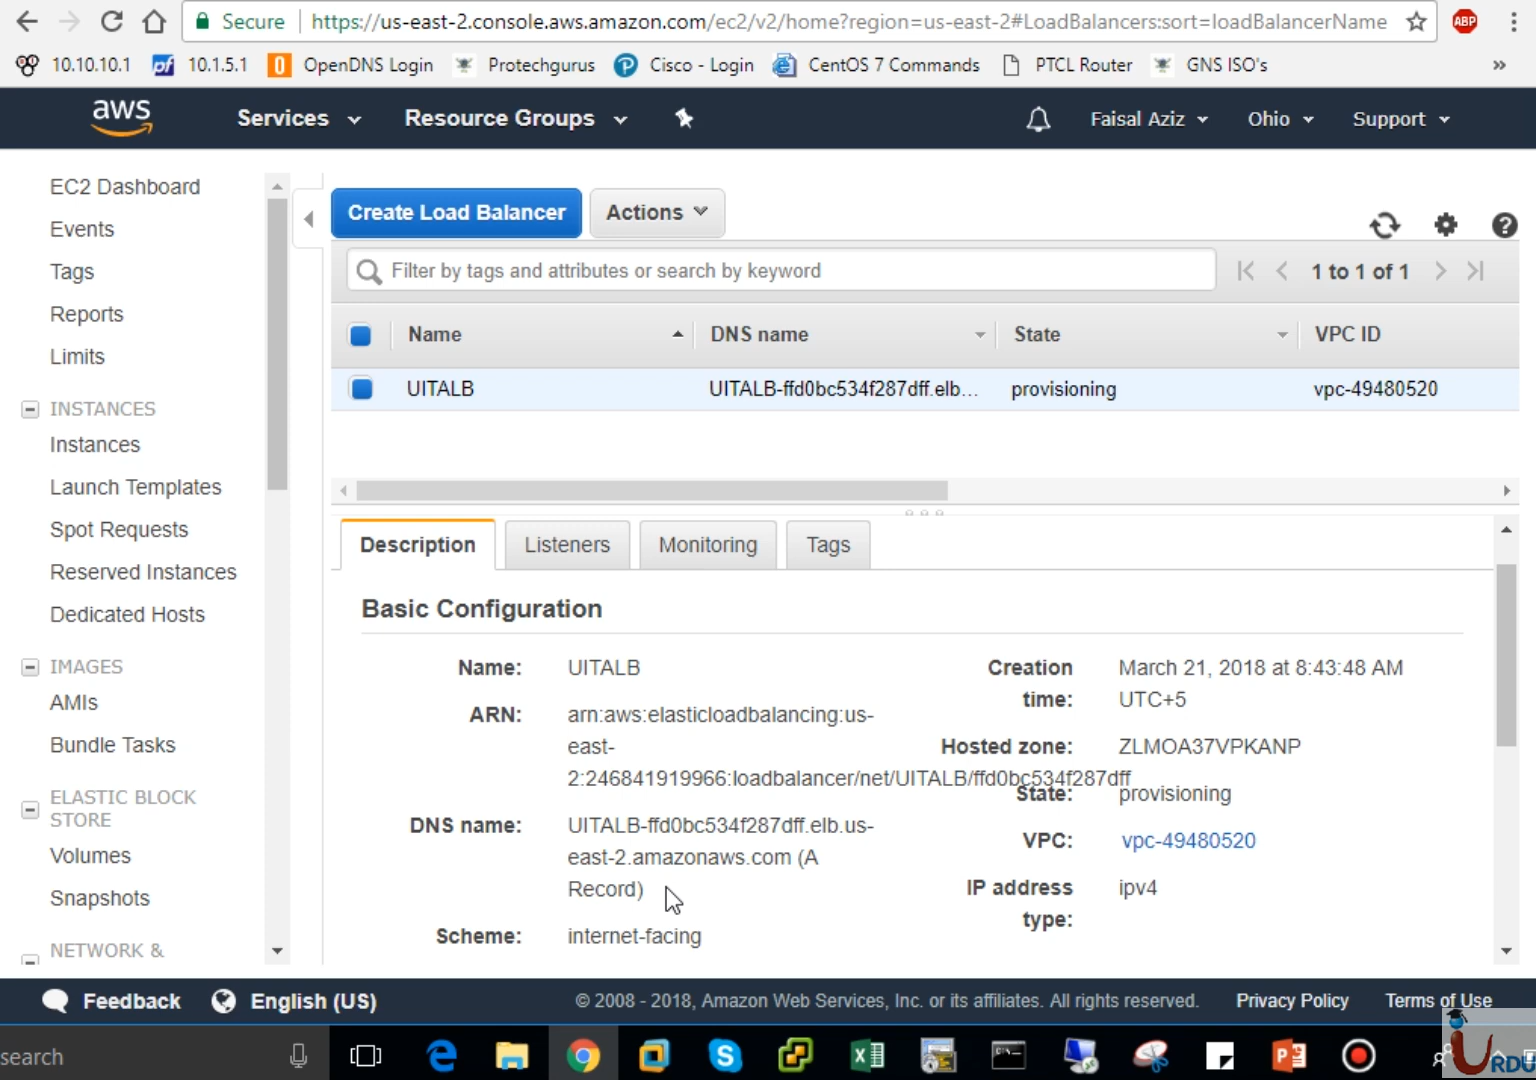 Secure https://us-east-2.console.aws.amazon.com/ec2/v2/home?region=us-east-2#LoadBalancers:sort=loadBalancerName ABP
10.10.10.1 pf 10.1.5.1 OpenDNS Login Protechgurus Cisco - Login CentOS 7 Commands PTCL Router GNS ISO's »
aws Services Resource Groups Faisal Aziz Ohio Support
EC2 Dashboard
Events
Tags
Reports
Limits
INSTANCES
Instances
Launch Templates
Spot Requests
Reserved Instances
Dedicated Hosts
IMAGES
AMIs
Bundle Tasks
ELASTIC BLOCK
STORE
Volumes
Snapshots
NETWORK &
Create Load Balancer Actions
Filter by tags and attributes or search by keyword 1 to 1 of 1
Name DNS name State VPC ID
UITALB UITALB-ffd0bc534f287dff.elb... provisioning vpc-49480520
Description Listeners Monitoring Tags
Basic Configuration
Name: UITALB
ARN: arn:aws:elasticloadbalancing:us-
east-
2:246841919966:loadbalancer/net/UITALB/ffd0bc534f287dff
DNS name: UITALB-ffd0bc534f287dff.elb.us-
east-2.amazonaws.com (A
Record)
Scheme: internet-facing
Creation March 21, 2018 at 8:43:48 AM
time: UTC+5
Hosted zone: ZLMOA37VPKANP
State: provisioning
VPC: vpc-49480520
IP address ipv4
type:
Feedback English (US) © 2008 - 2018, Amazon Web Services, Inc. or its affiliates. All rights reserved. Privacy Policy Terms of Use
search
URDU